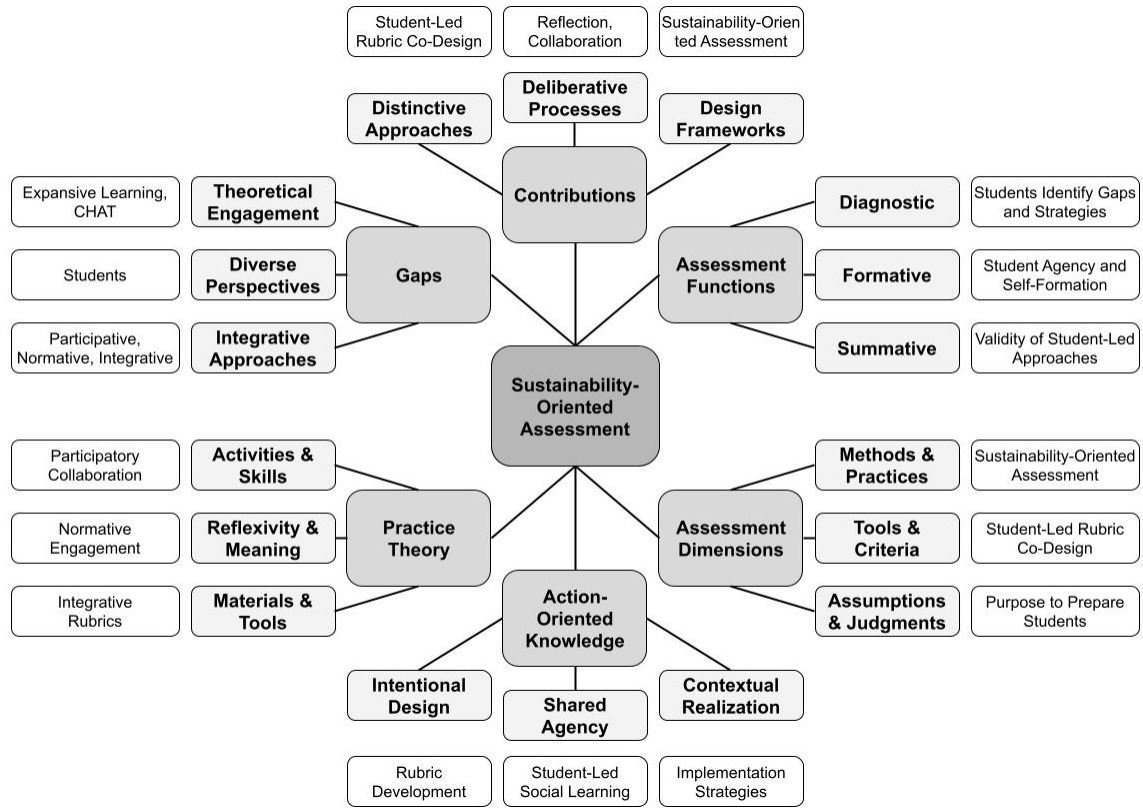 Student-Led
Rubric Co-Design
Reflection,
Collaboration
Sustainability-Orien
ted Assessment
Distinctive
Approaches
Deliberative
Processes
Design
Frameworks
Contributions
Expansive Learning,
CHAT
Theoretical
Engagement
Students
Diverse
Perspectives
Participative,
Normative, Integrative
Integrative
Approaches
Gaps
Assessment
Functions
Diagnostic
Students Identify Gaps
and Strategies
Formative
Student Agency and
Self-Formation
Summative
Validity of Student-Led
Approaches
Sustainability-
Oriented
Assessment
Participatory
Collaboration
Activities &
Skills
Normative
Engagement
Reflexivity &
Meaning
Integrative
Rubrics
Materials &
Tools
Practice
Theory
Assessment
Dimensions
Methods &
Practices
Sustainability-Oriented
Assessment
Tools &
Criteria
Student-Led Rubric
Co-Design
Assumptions
& Judgments
Purpose to Prepare
Students
Action-
Oriented
Knowledge
Intentional
Design
Shared
Agency
Contextual
Realization
Rubric
Development
Student-Led
Social Learning
Implementation
Strategies